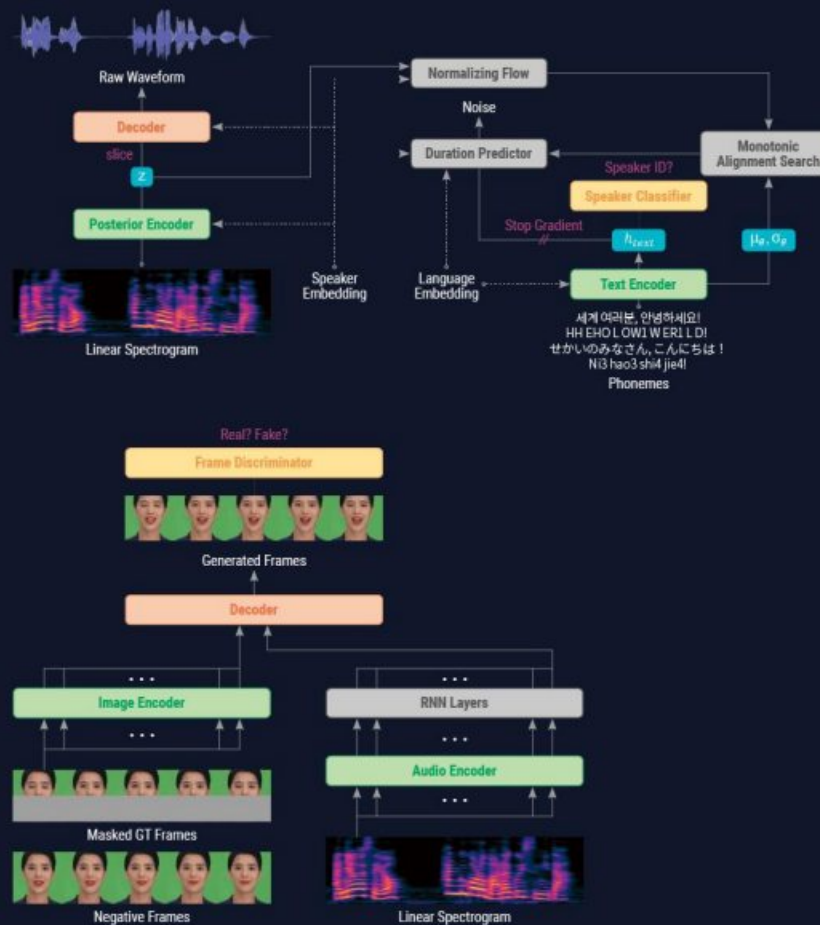 Raw Waveform
Decoder
slice
z
Posterior Encoder
Linear Spectrogram
Speaker
Embedding
Normalizing Flow
Noise
Duration Predictor
Monotonic
Alignment Search
Speaker ID?
Speaker Classifier
Stop Gradient
//
h_text
μ_θ, σ_θ
Language
Embedding
Text Encoder
세계 여러분, 안녕하세요!
HH EHO L OW1 W ER1 L D!
せかいのみなさん, こんにちは！
Ni3 hao3 shi4 jie4!
Phonemes
Real? Fake?
Frame Discriminator
Generated Frames
Decoder
...
Image Encoder
...
Masked GT Frames
Negative Frames
...
RNN Layers
...
Audio Encoder
...
Linear Spectrogram